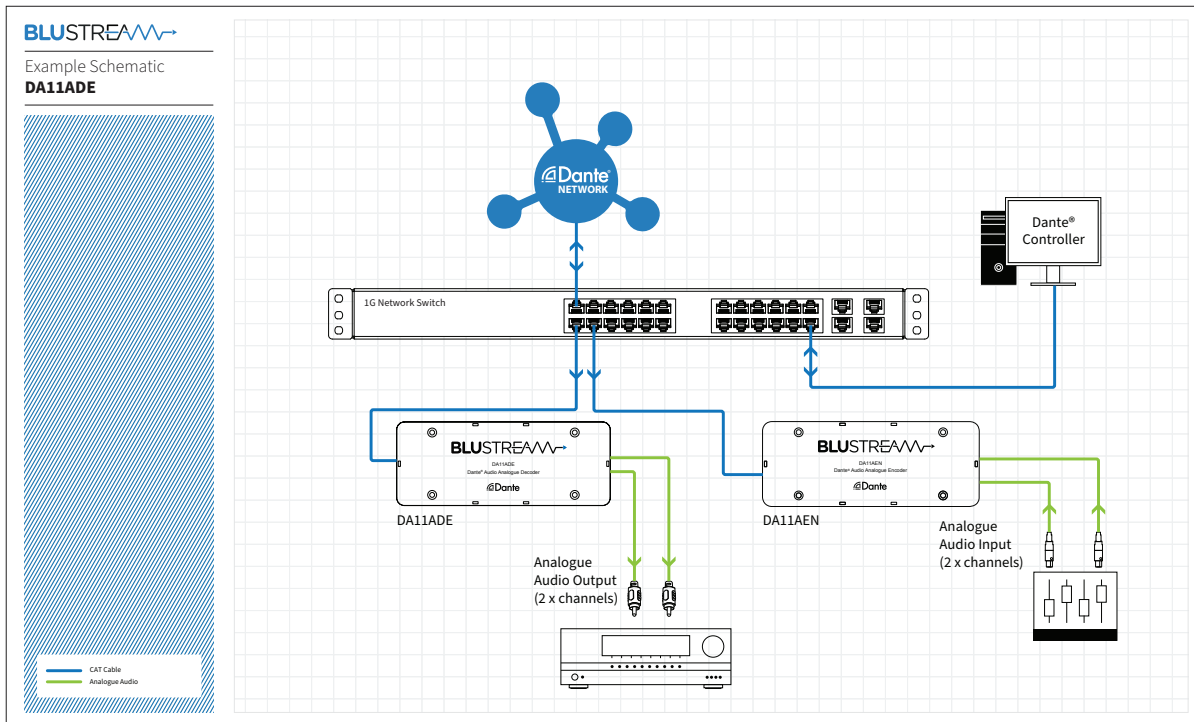 BLUSTREAM
Example Schematic
DA11ADE
Dante®
NETWORK
Dante®
Controller
1G Network Switch
BLUSTREAM
DA11ADE
Dante® Audio Analogue Decoder
Dante
DA11ADE
BLUSTREAM
DA11AEN
Dante® Audio Analogue Encoder
Dante
DA11AEN
Analogue
Audio Input
(2 x channels)
Analogue
Audio Output
(2 x channels)
CAT Cable
Analogue Audio